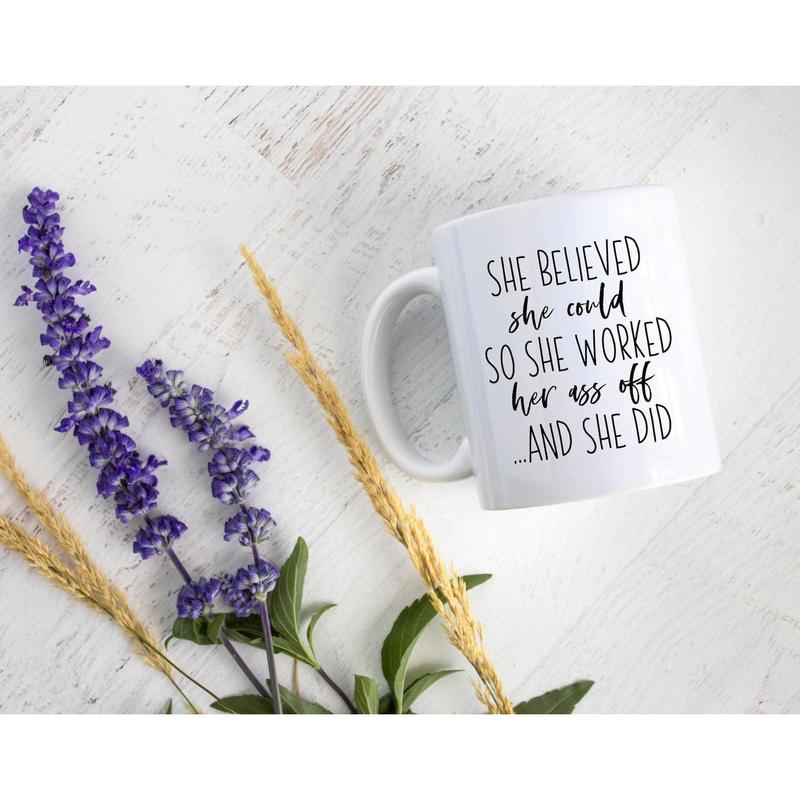 SHE BELIEVED
she could
SO SHE WORKED
her ass off
...AND SHE DID